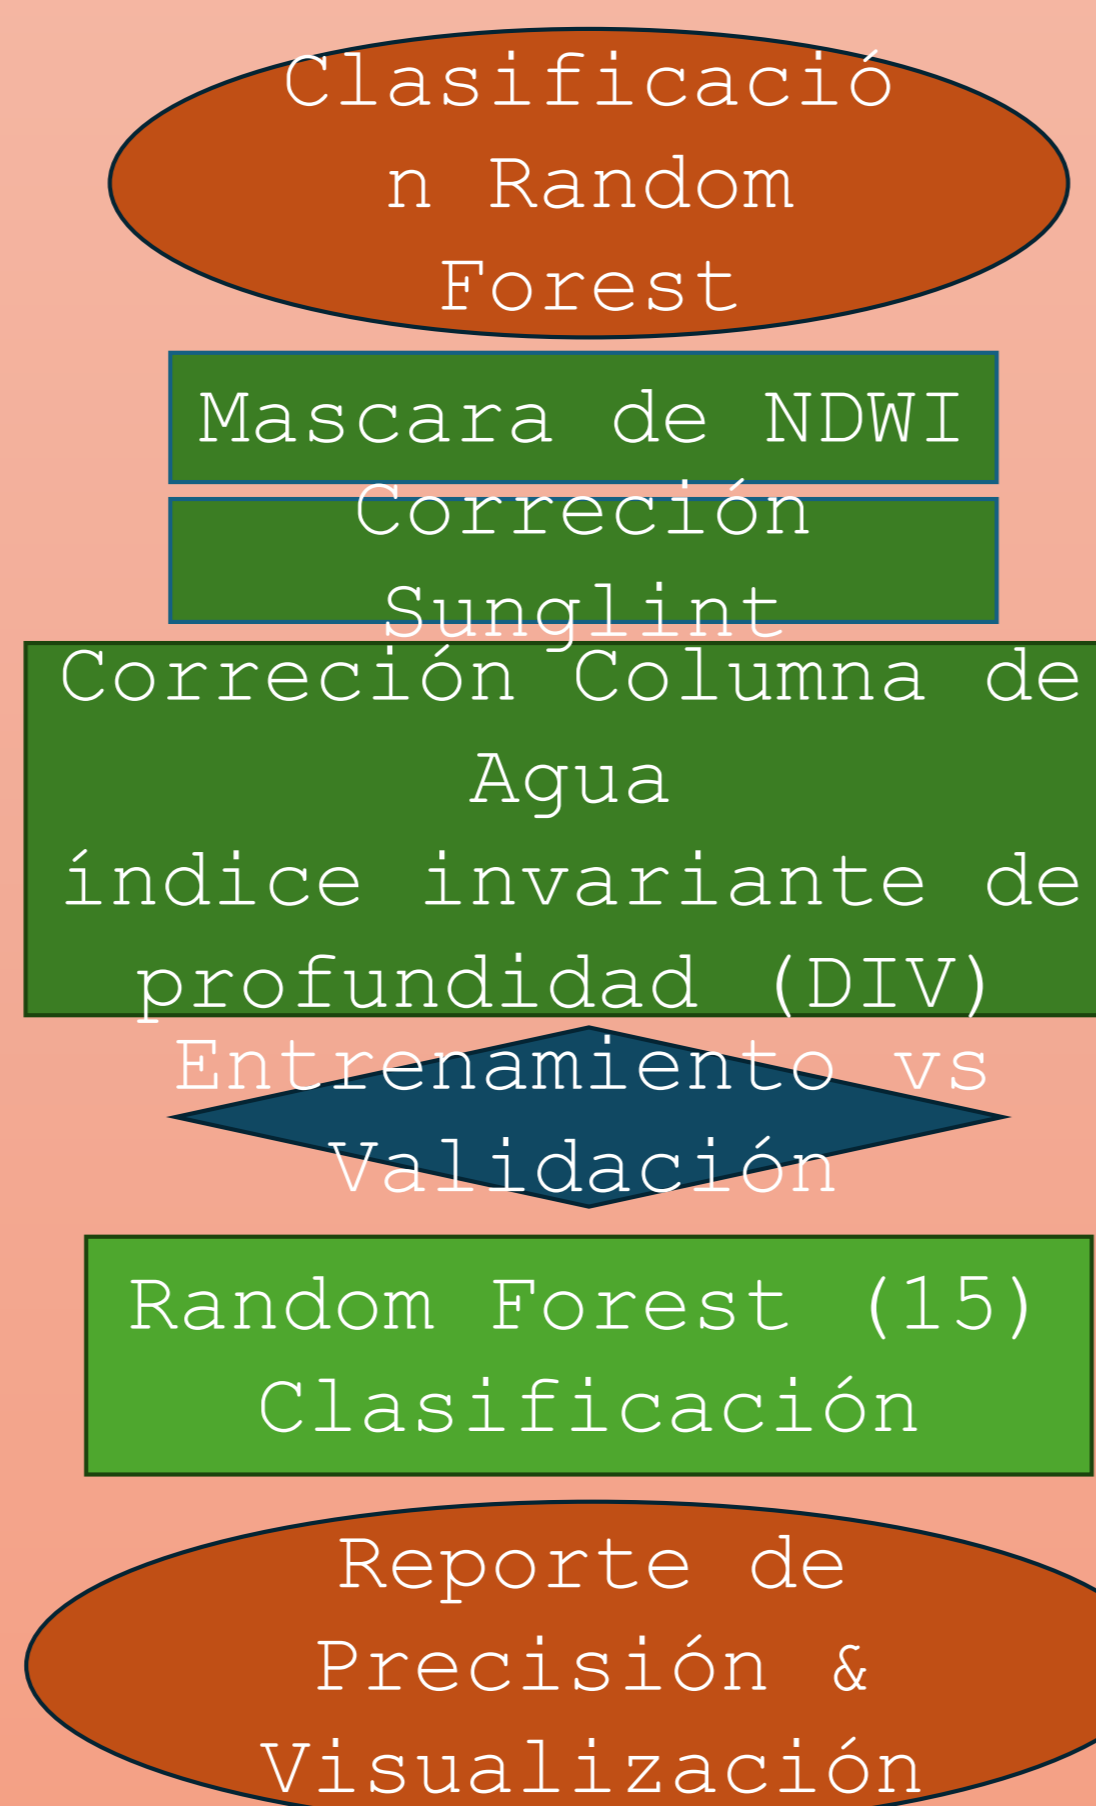 Clasificació
n Random
Forest
Mascara de NDWI
Correción
Sunglint
Correción Columna de
Agua
índice invariante de
profundidad (DIV)
Entrenamiento vs
Validación
Random Forest (15)
Clasificación
Reporte de
Precisión &
Visualización